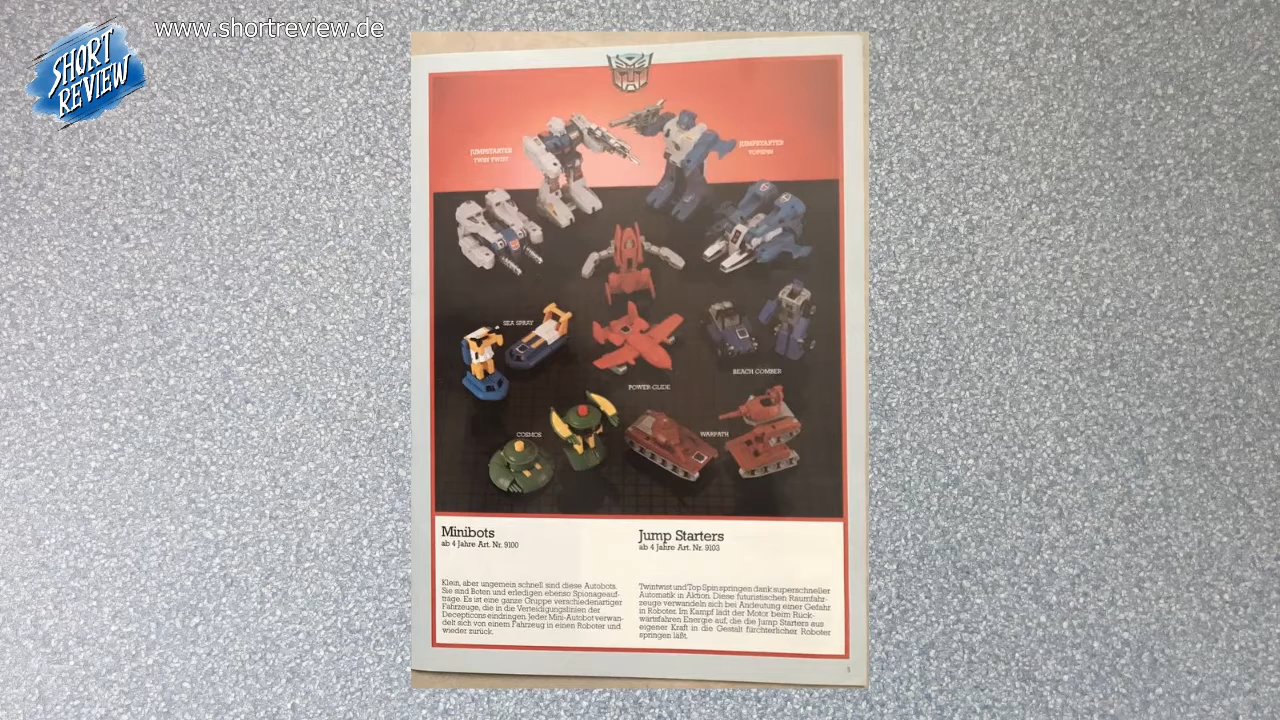 www.shortreview.de
SHORT
REVIEW
JUMPSTARTER
TWIN TWIST
JUMPSTARTER
TOPSPIN
SEA SPRAY
BEACH COMBER
POWER-GLIDE
COSMOS
WARPATH
Minibots
ab 4 Jahre Art. Nr. 9100
Klein, aber ungemein schnell sind diese Autobots.
Sie sind Boten und erledigen ebenso Spionageauf-
träge. Es ist eine ganze Gruppe verschiedenartiger
Fahrzeuge, die in die Verteidigungslinien der
Decepticons eindringen. Jeder Mini-Autobot verwan-
delt sich von einem Fahrzeug in einen Roboter und
wieder zurück.
Jump Starters
ab 4 Jahre Art. Nr. 9103
Twintwist und Top Spin springen dank superschneller
Automatik in Aktion. Diese futuristischen Raumfahr-
zeuge verwandeln sich bei Andeutung einer Gefahr
in Roboter. Im Kampf lädt der Motor beim Rück-
wärtsfahren Energie auf, die die Jump Starters aus
eigener Kraft in die Gestalt fürchterlicher Roboter
springen läßt.